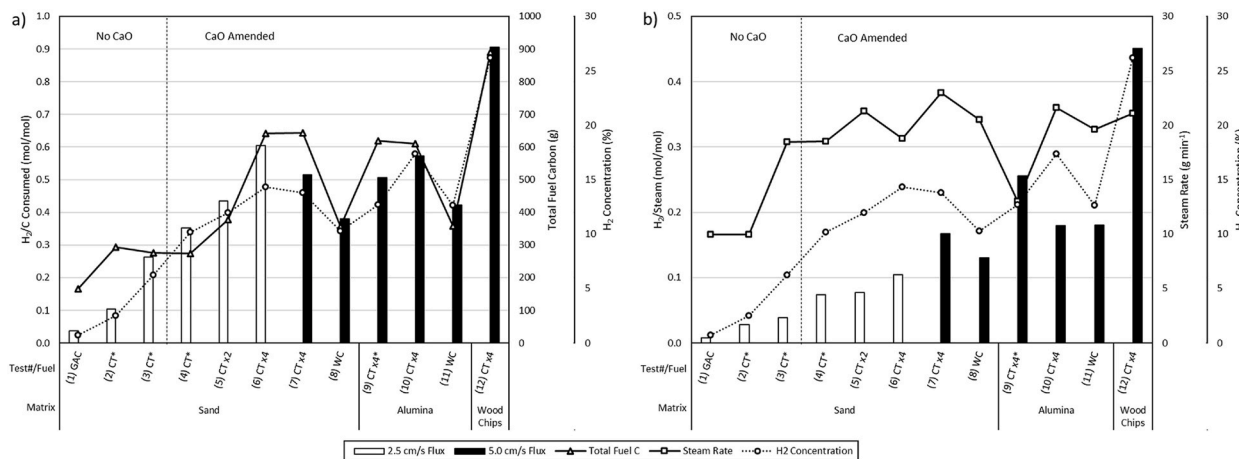 a)
No CaO
CaO Amended
H2/C Consumed (mol/mol)
1.0
0.9
0.8
0.7
0.6
0.5
0.4
0.3
0.2
0.1
0.0
1000
900
800
700
600
500
400
300
200
100
0
Total Fuel Carbon (g)
30
25
20
15
10
5
0
H2 Concentration (%)
Test#/Fuel
(1) GAC
(2) CT*
(3) CT*
(4) CT*
(5) CT x2
(6) CT x4
(7) CT x4
(8) WC
(9) CT x4*
(10) CT x4
(11) WC
(12) CT x4
Matrix
Sand
Alumina
Wood
Chips
b)
No CaO
CaO Amended
H2/Steam (mol/mol)
0.5
0.4
0.3
0.2
0.1
0.0
30
25
20
15
10
5
0
Steam Rate (g min-1)
30
25
20
15
10
5
0
H2 Concentration (%)
Test#/Fuel
(1) GAC
(2) CT*
(3) CT*
(4) CT*
(5) CT x2
(6) CT x4
(7) CT x4
(8) WC
(9) CT x4*
(10) CT x4
(11) WC
(12) CT x4
Matrix
Sand
Alumina
Wood
Chips
2.5 cm/s Flux
5.0 cm/s Flux
Total Fuel C
Steam Rate
H2 Concentration